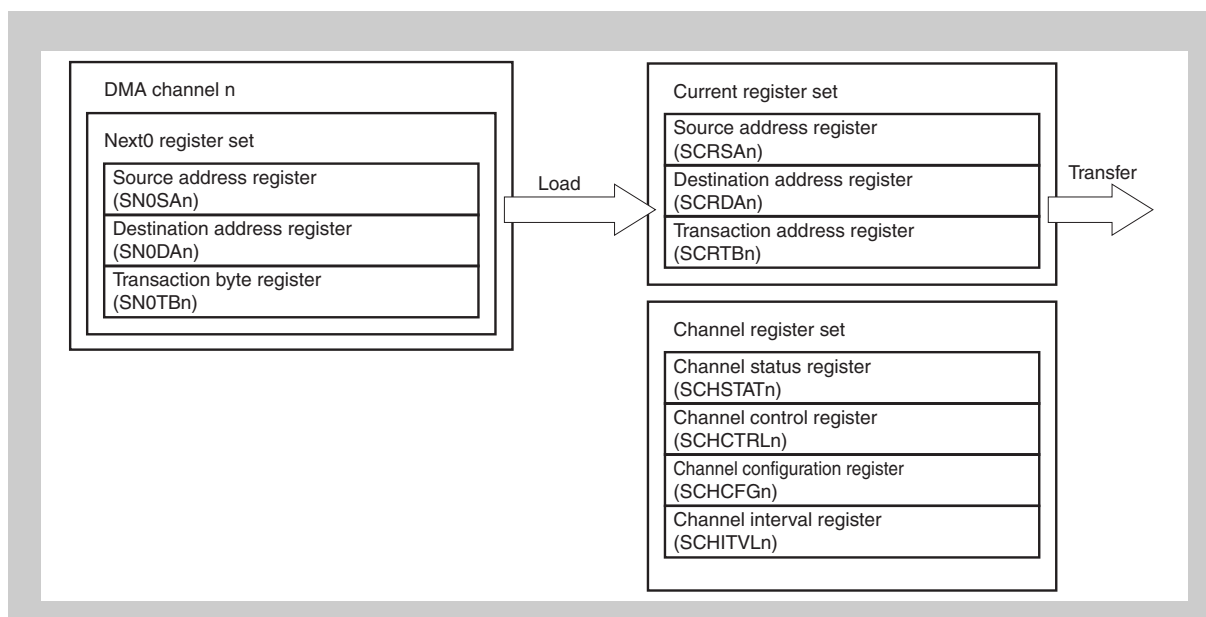 DMA channel n
Next0 register set
Source address register
(SN0SAn)
Destination address register
(SN0DAn)
Transaction byte register
(SN0TBn)
Load
Current register set
Source address register
(SCRSAn)
Destination address register
(SCRDAn)
Transaction address register
(SCRTBn)
Transfer
Channel register set
Channel status register
(SCHSTATn)
Channel control register
(SCHCTRLn)
Channel configuration register
(SCHCFGn)
Channel interval register
(SCHITVLn)